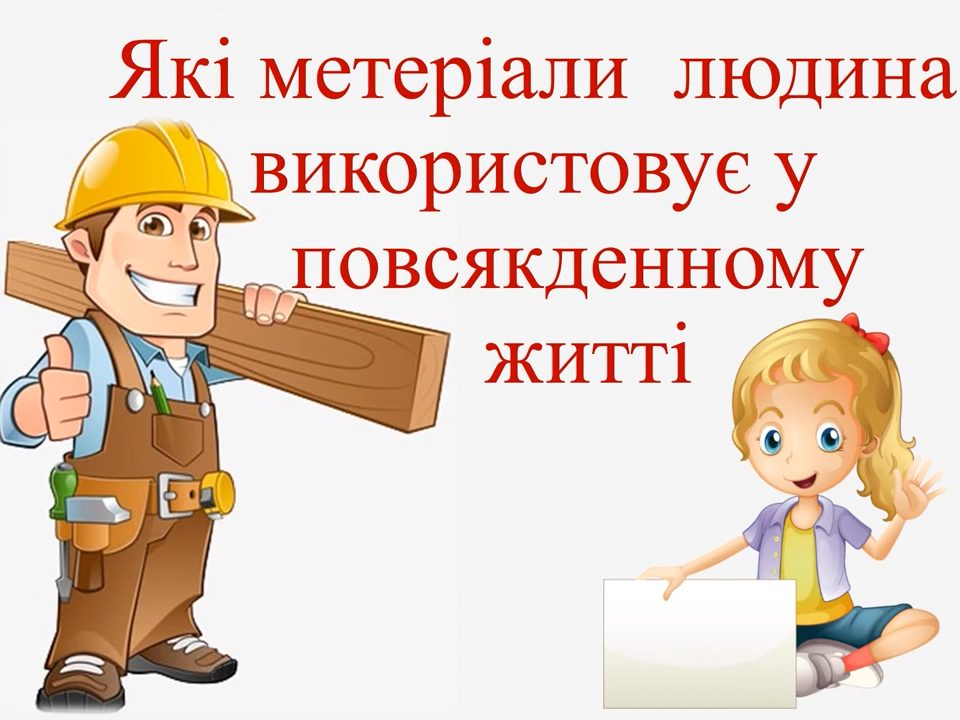 Які метеріали людина
використовує у
повсякденному
житті